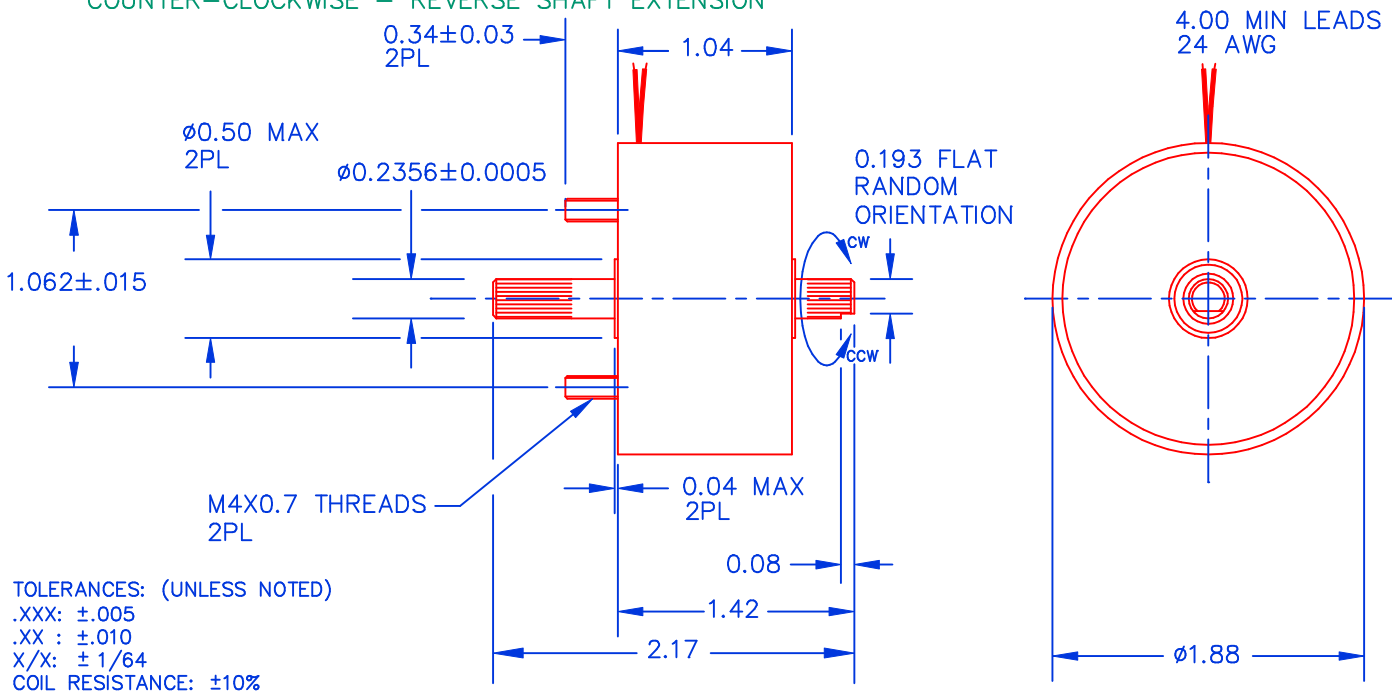 COUNTER-CLOCKWISE - REVERSE SHAFT EXTENSION
0.34±0.03
2PL
1.04
4.00 MIN LEADS
24 AWG
ø0.50 MAX
2PL
ø0.2356±0.0005
0.193 FLAT
RANDOM
ORIENTATION
CW
1.062±.015
CCW
M4X0.7 THREADS
2PL
0.04 MAX
2PL
0.08
1.42
2.17
ø1.88
TOLERANCES: (UNLESS NOTED)
.XXX: ±.005
.XX : ±.010
X/X: ± 1/64
COIL RESISTANCE: ±10%